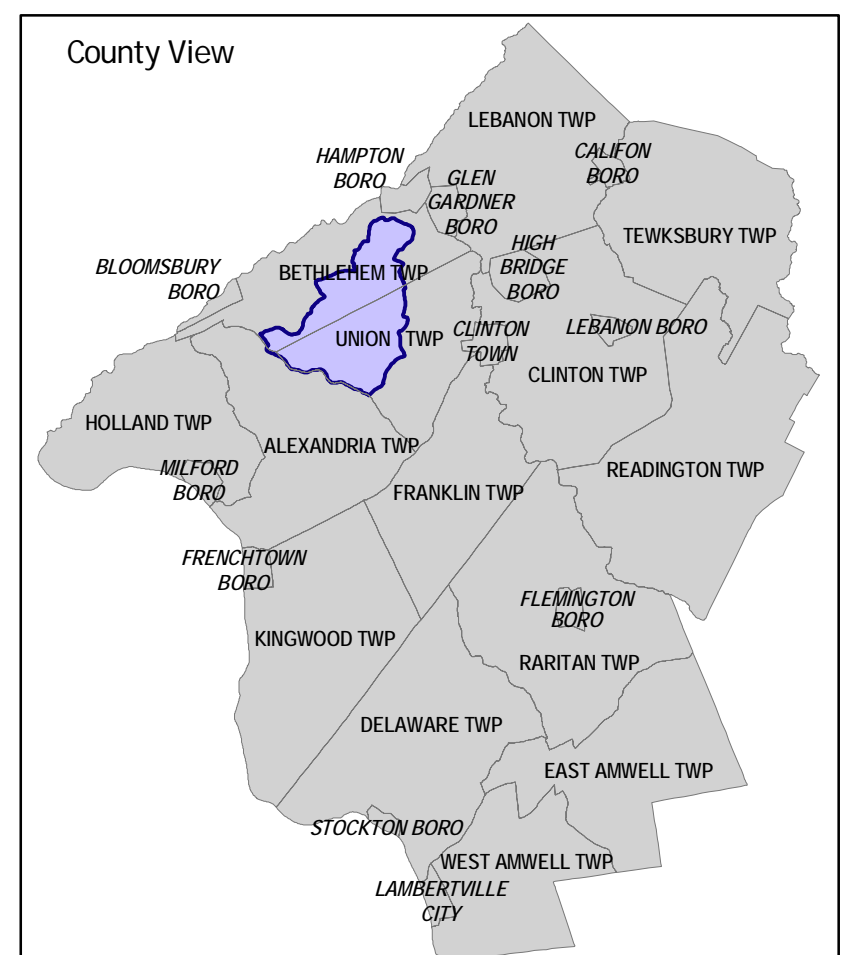 County View
LEBANON TWP
HAMPTON
BORO
GLEN
GARDNER
BORO
CALIFON
BORO
TEWKSBURY TWP
HIGH
BRIDGE
BORO
BLOOMSBURY
BORO
BETHLEHEM TWP
UNION TWP
CLINTON
TOWN
LEBANON BORO
CLINTON TWP
HOLLAND TWP
ALEXANDRIA TWP
MILFORD
BORO
READINGTON TWP
FRANKLIN TWP
FRENCHTOWN
BORO
FLEMINGTON
BORO
KINGWOOD TWP
RARITAN TWP
DELAWARE TWP
EAST AMWELL TWP
STOCKTON BORO
WEST AMWELL TWP
LAMBERTVILLE
CITY